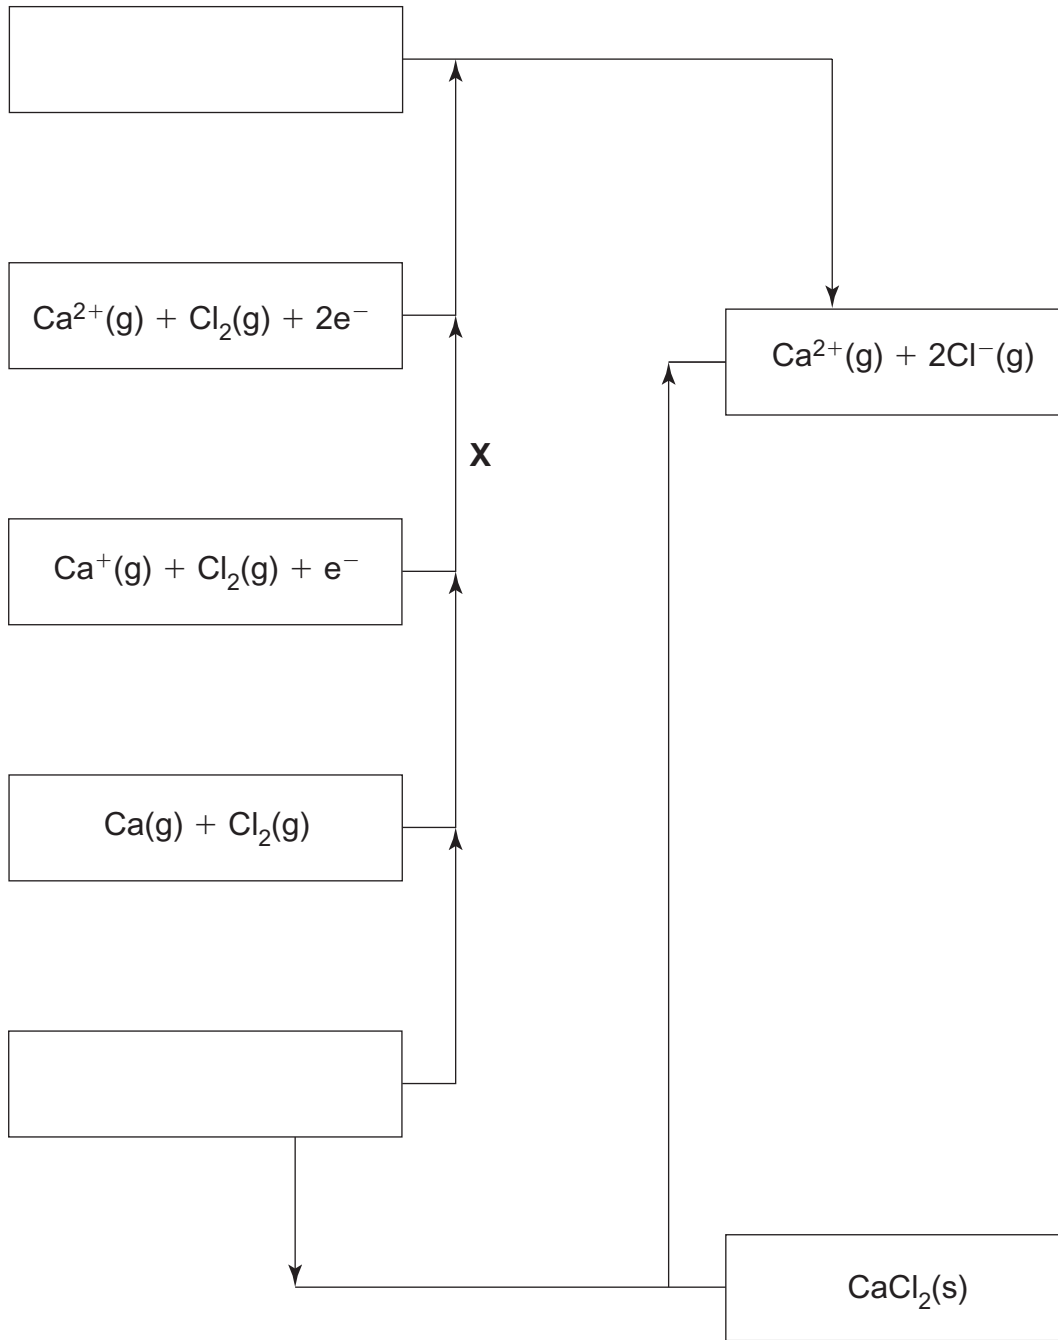 Ca²⁺(g) + Cl₂(g) + 2e⁻
Ca²⁺(g) + 2Cl⁻(g)
X
Ca⁺(g) + Cl₂(g) + e⁻
Ca(g) + Cl₂(g)
CaCl₂(s)